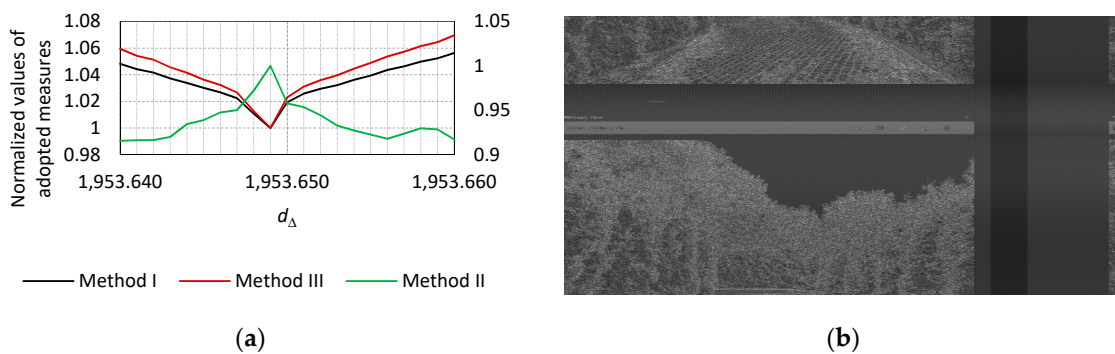 Normalized values of
adopted measures
1.08
1.06
1.04
1.02
1
0.98
1.05
1
0.95
0.9
1,953.640
1,953.650
1,953.660
dΔ
Method I
Method III
Method II
(a)
(b)